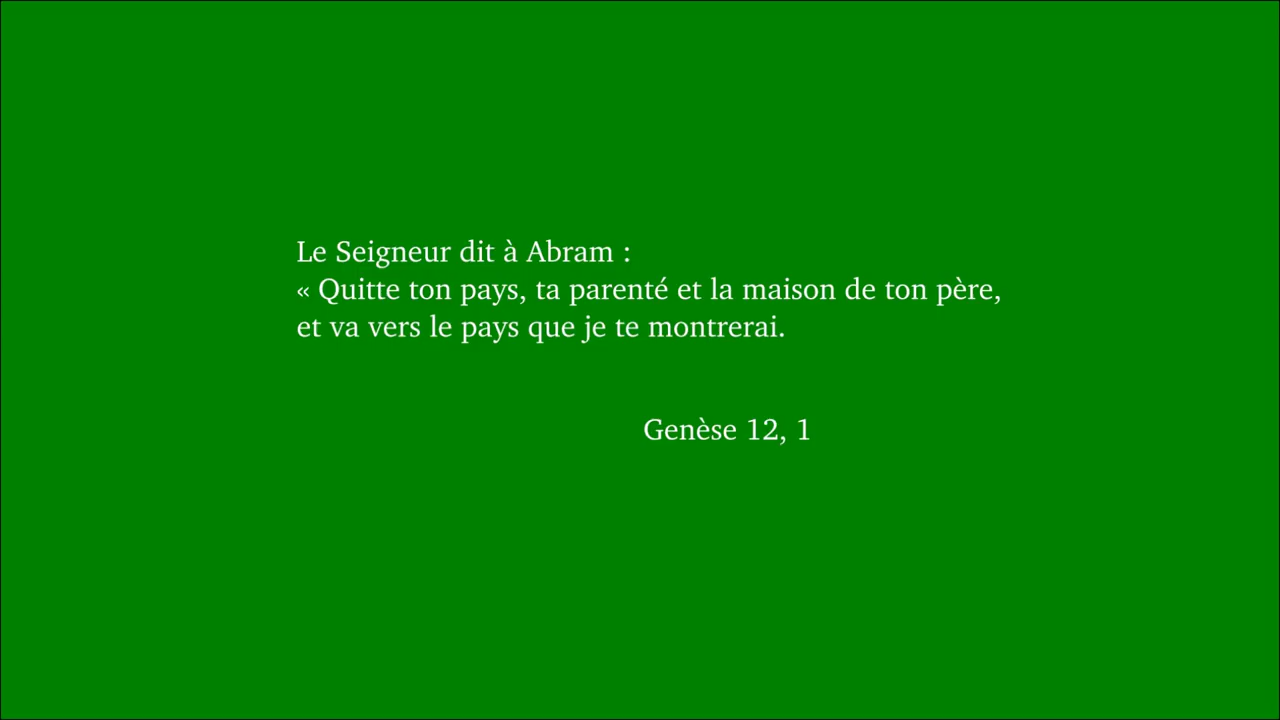 Le Seigneur dit à Abram :
« Quitte ton pays, ta parenté et la maison de ton père,
et va vers le pays que je te montrerai.
Genèse 12, 1